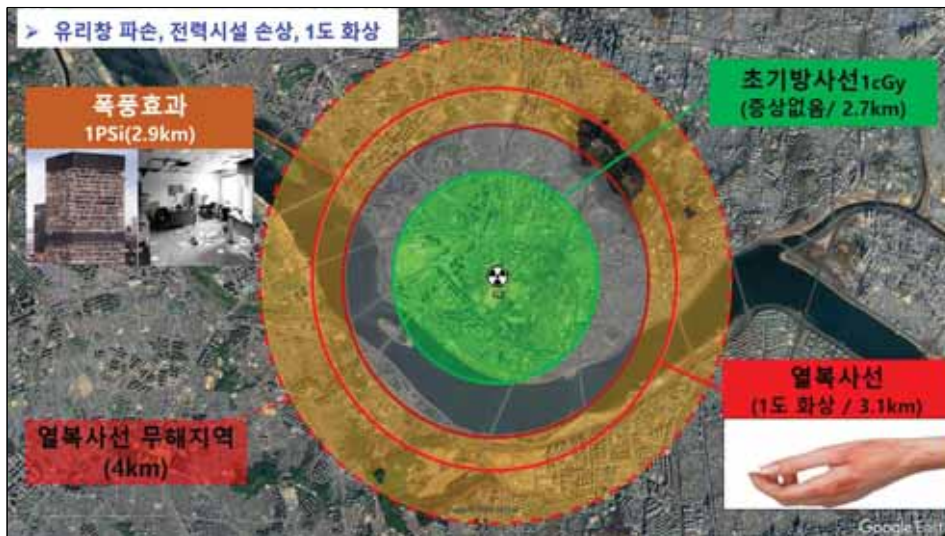 ➢ 유리창 파손, 전력시설 손상, 1도 화상
폭풍효과
1PSi(2.9km)
초기방사선1cGy
(증상없음/ 2.7km)
열복사선
(1도 화상 / 3.1km)
열복사선 무해지역
(4km)
Google Earth